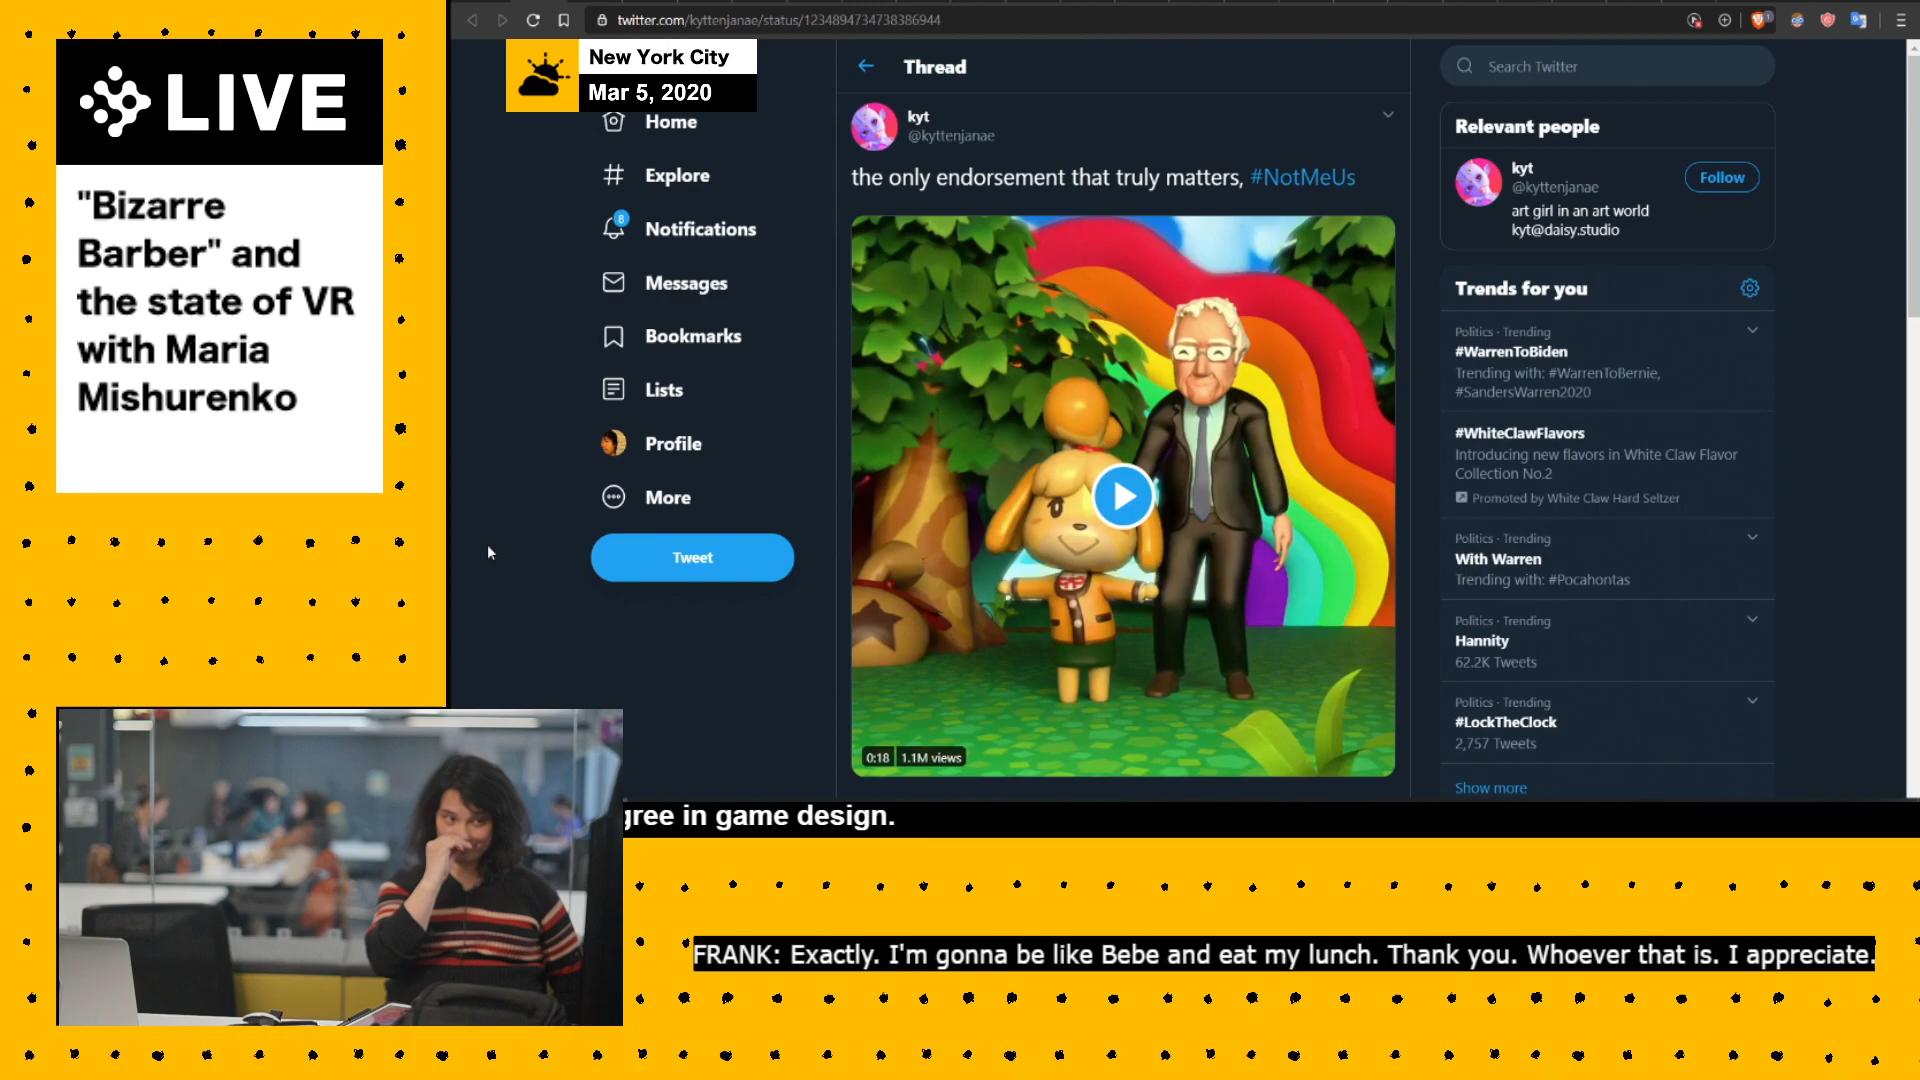 LIVE
"Bizarre
Barber" and
the state of VR
with Maria
Mishurenko
twitter.com/kyttenjanae/status/1234894734738386944
New York City
Mar 5, 2020
Home
Explore
8
Notifications
Messages
Bookmarks
Lists
Profile
More
Tweet
Thread
kyt
@kyttenjanae
the only endorsement that truly matters, #NotMeUs
0:18
1.1M views
Search Twitter
Relevant people
kyt
@kyttenjanae
Follow
art girl in an art world
kyt@daisy.studio
Trends for you
Politics · Trending
#WarrenToBiden
Trending with: #WarrenToBernie,
#SandersWarren2020
#WhiteClawFlavors
Introducing new flavors in White Claw Flavor
Collection No.2
Promoted by White Claw Hard Seltzer
Politics · Trending
With Warren
Trending with: #Pocahontas
Politics · Trending
Hannity
62.2K Tweets
Politics · Trending
#LockTheClock
2,757 Tweets
Show more
gree in game design.
FRANK: Exactly. I'm gonna be like Bebe and eat my lunch. Thank you. Whoever that is. I appreciate.